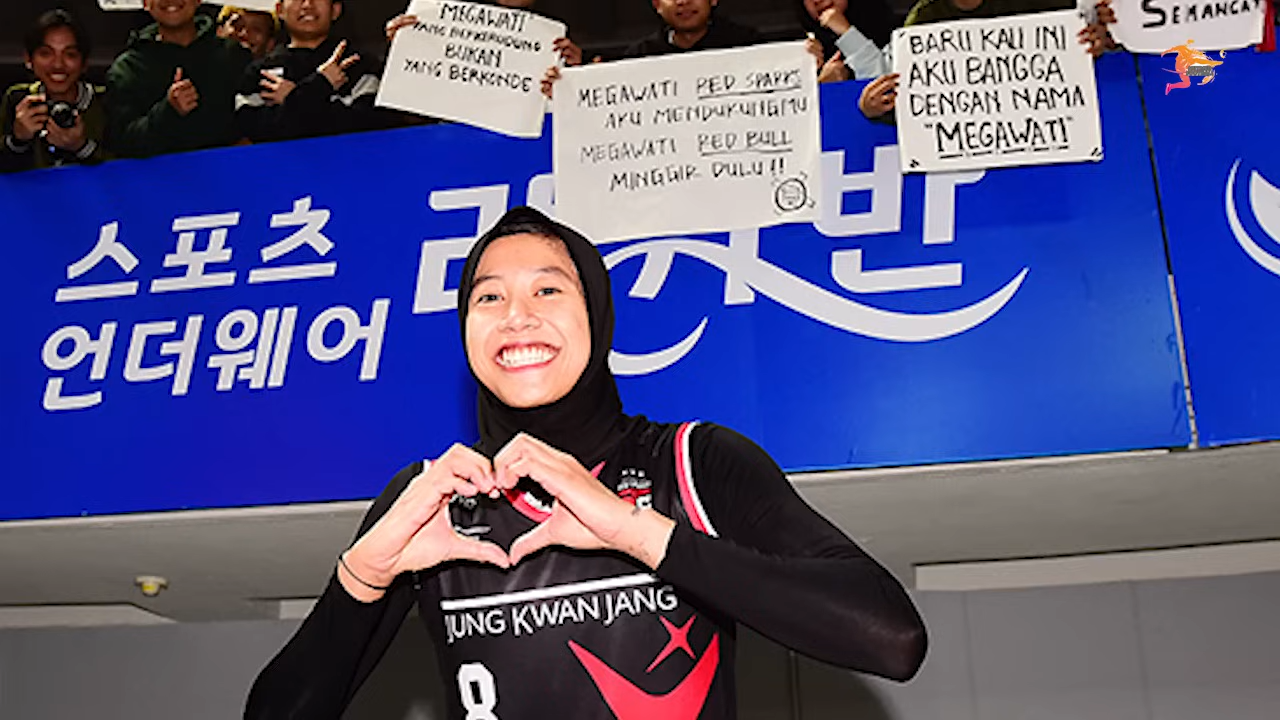 "MEGAWATI"
YANG BERKERUDUNG
BUKAN
YANG BERKONDE
MEGAWATI RED SPARKS
AKU MENDUKUNGMU
MEGAWATI RED BULL
MINGGIR DULU!!
BARU KALI INI
AKU BANGGA
DENGAN NAMA
"MEGAWATI"
SEMANGAT
스포츠
언더웨어
JUNG KWAN JANG
8